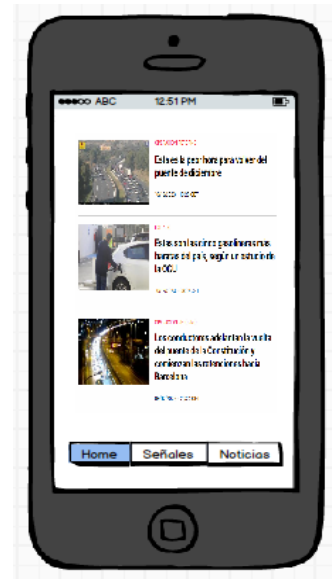 ABC 12:51 PM
Esta es la peor hora para volver del
puente de diciembre
Estas son las cinco gasolineras más
baratas del país, según un estudio de
la OCU
Los conductores adelantan la vuelta
del puente de la Constitución y
comienzan las retenciones hacia
Barcelona
Home Señales Noticias